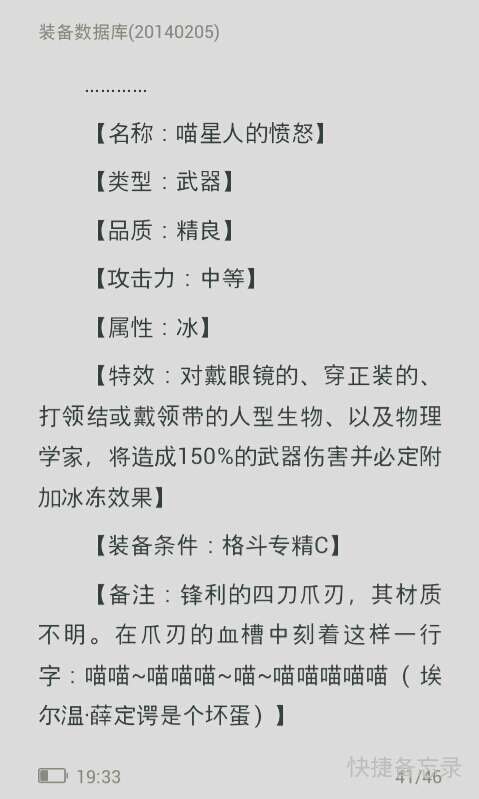 装备数据库(20140205)
…………
【名称：喵星人的愤怒】
【类型：武器】
【品质：精良】
【攻击力：中等】
【属性：冰】
【特效：对戴眼镜的、穿正装的、
打领结或戴领带的人型生物、以及物理
学家，将造成150%的武器伤害并必定附
加冰冻效果】
【装备条件：格斗专精C】
【备注：锋利的四刀爪刃，其材质
不明。在爪刃的血槽中刻着这样一行
字：喵喵~喵喵喵~喵~喵喵喵喵喵（埃
尔温·薛定谔是个坏蛋）】
快捷备忘录
19:33
41/46